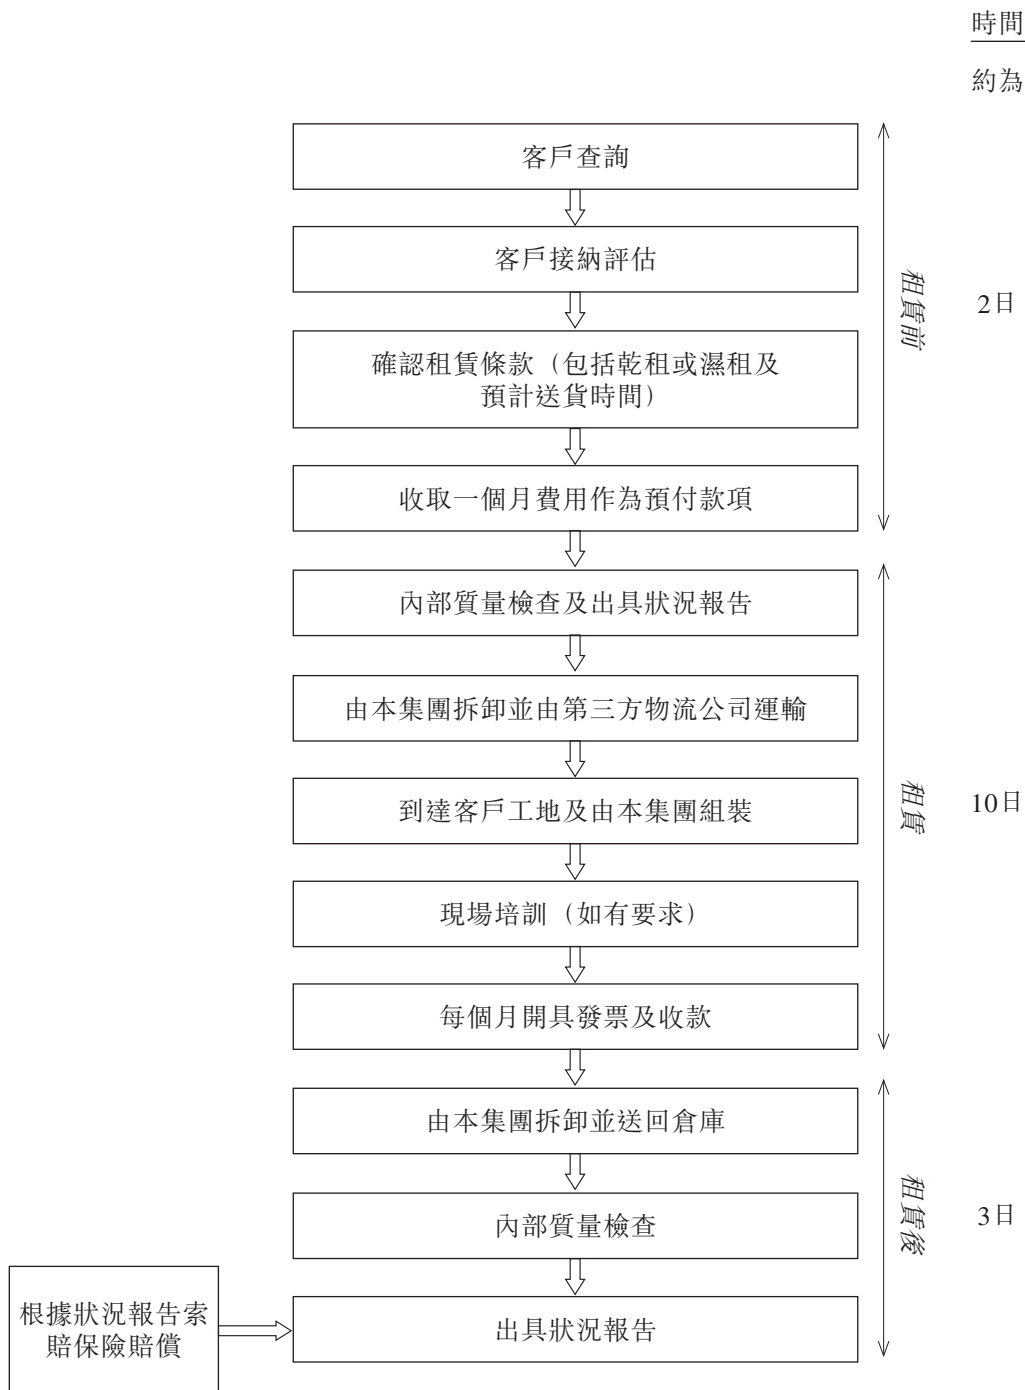 時間
約為
客戶查詢
客戶接納評估
確認租賃條款（包括乾租或濕租及
預計送貨時間）
收取一個月費用作為預付款項
租賃前
2日
內部質量檢查及出具狀況報告
由本集團拆卸並由第三方物流公司運輸
到達客戶工地及由本集團組裝
現場培訓（如有要求）
每個月開具發票及收款
租賃
10日
由本集團拆卸並送回倉庫
內部質量檢查
出具狀況報告
租賃後
3日
根據狀況報告索
賠保險賠償